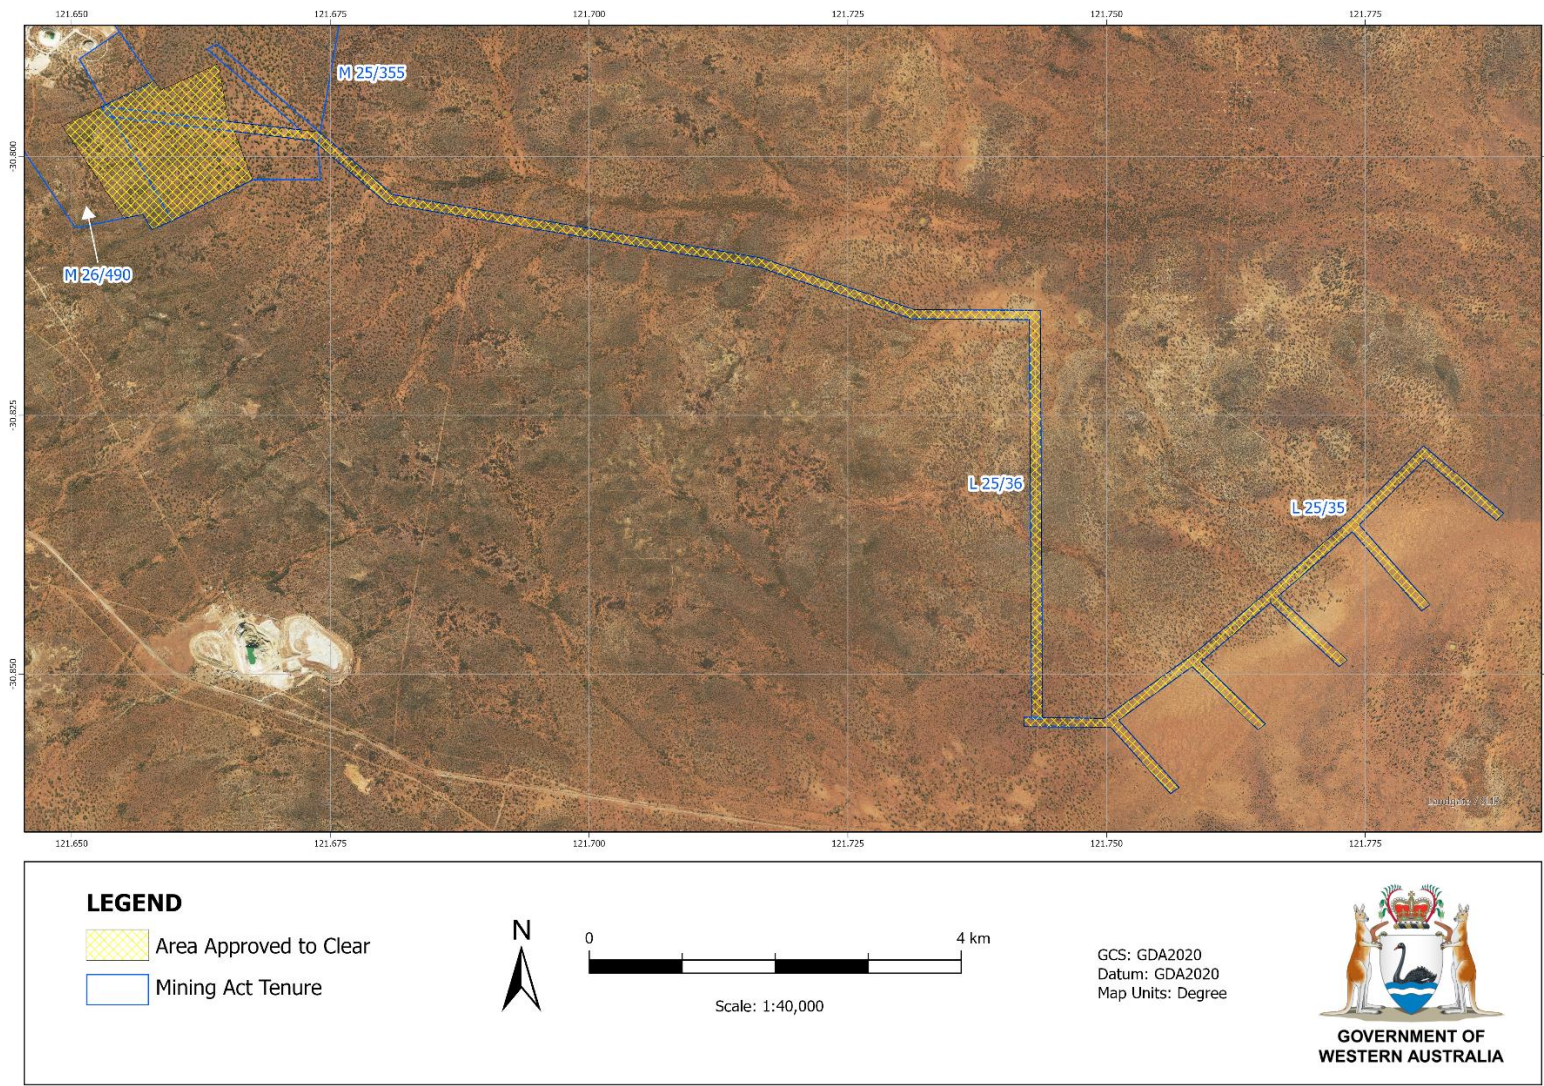 121.650 121.675 121.700 121.725 121.750 121.775
M 25/355
-30.800
M 26/490
-30.825
L 25/36
L 25/35
-30.850
121.650 121.675 121.700 121.725 121.750 121.775
LEGEND
Area Approved to Clear
Mining Act Tenure
N
0 4 km
Scale: 1:40,000
GCS: GDA2020
Datum: GDA2020
Map Units: Degree
GOVERNMENT OF
WESTERN AUSTRALIA